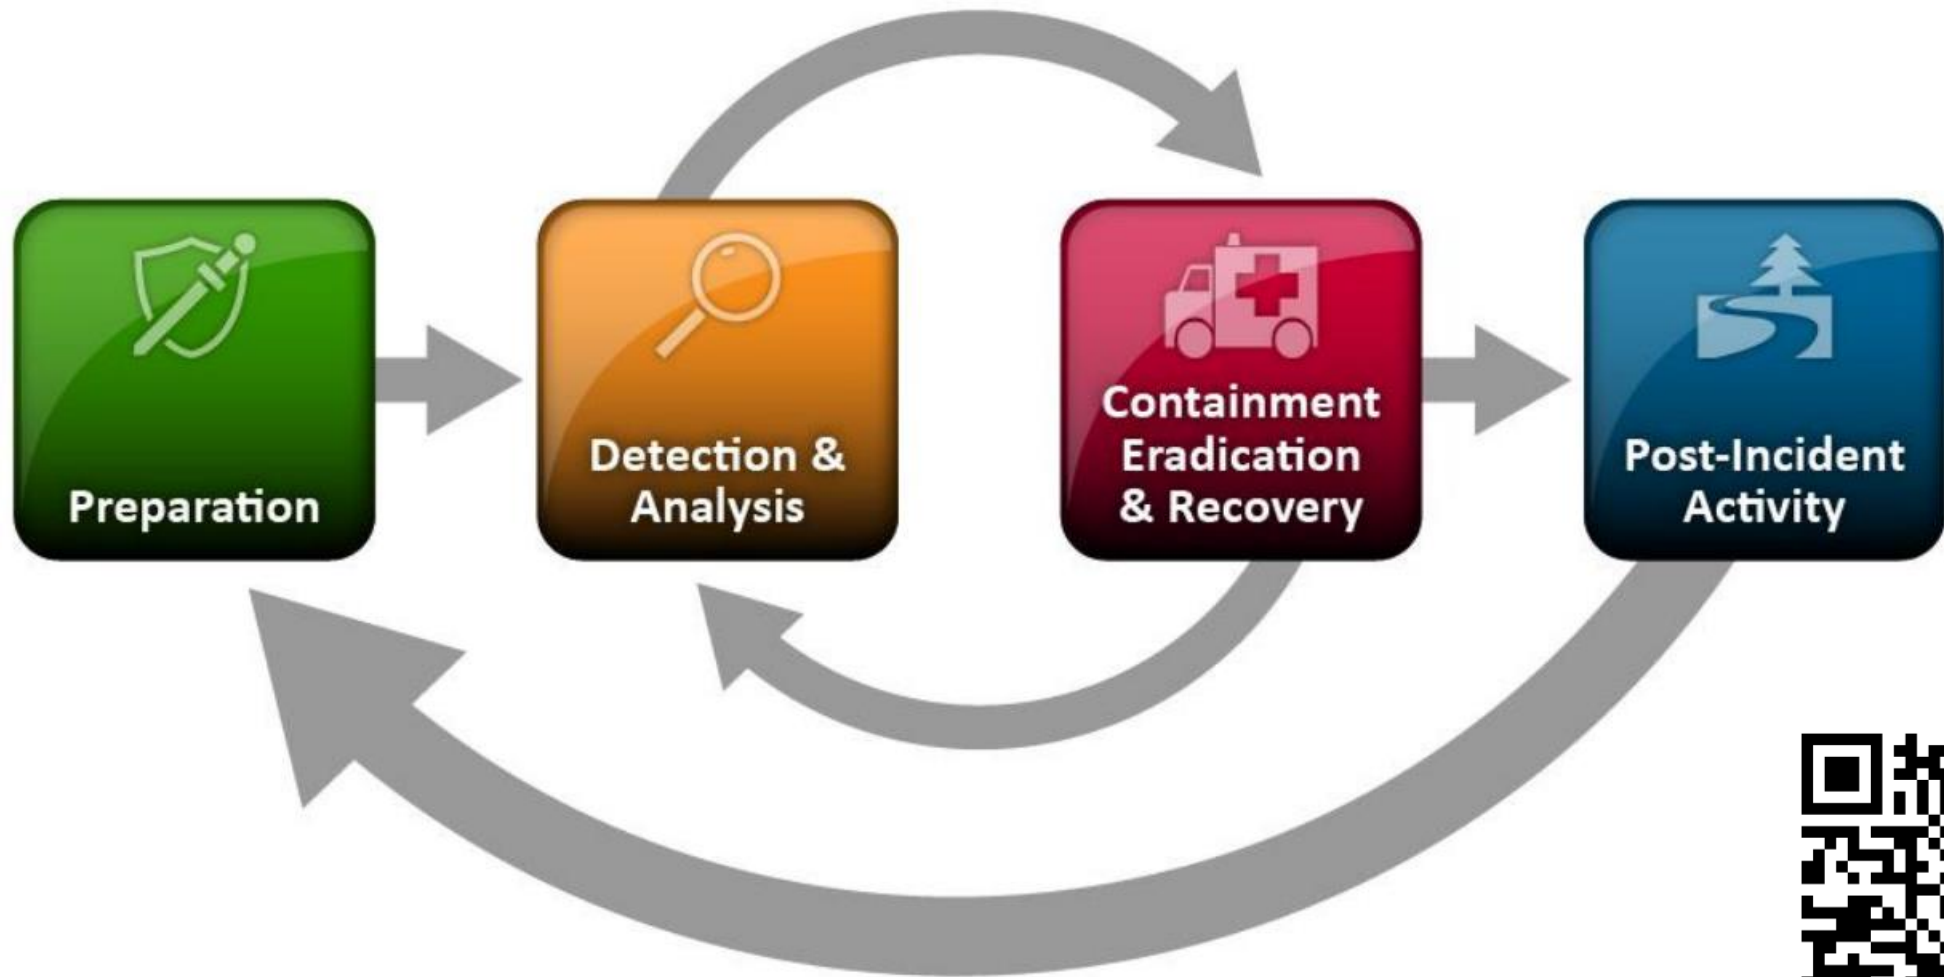 Preparation
Detection &
Analysis
Containment
Eradication
& Recovery
Post-Incident
Activity